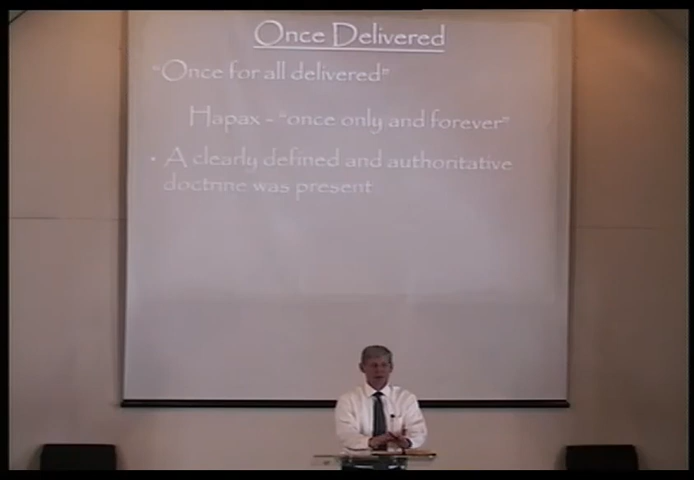 Once Delivered
"Once for all delivered"
Hapax - "once only and forever"
• A clearly defined and authoritative
doctrine was present